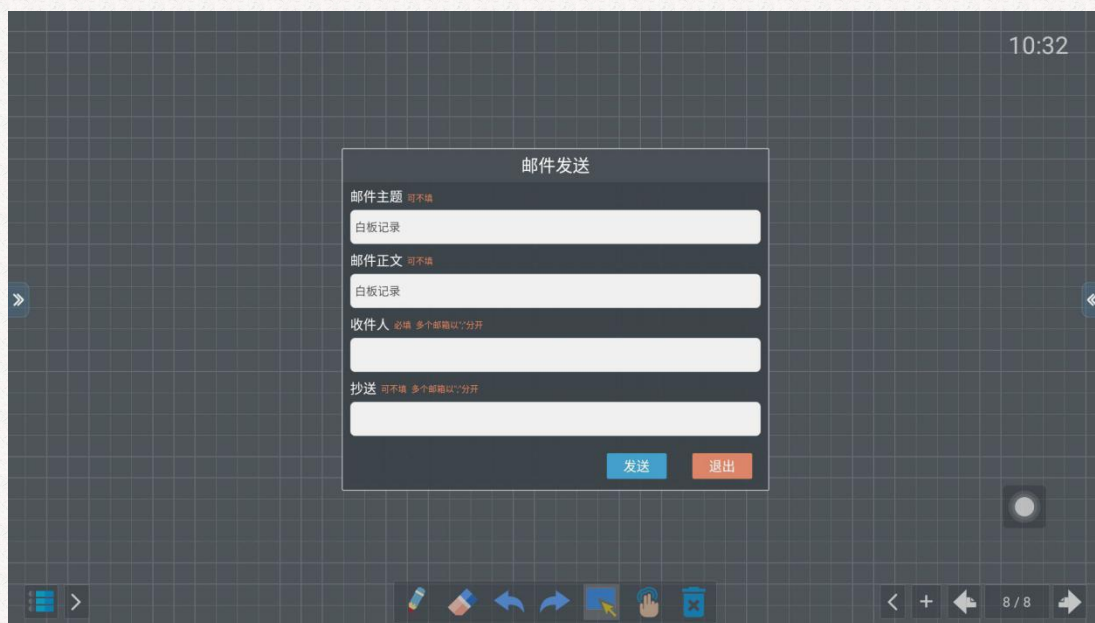 10:32
邮件发送
邮件主题 可不填
白板记录
邮件正文 可不填
白板记录
收件人 必填 多个邮箱以";"分开
抄送 可不填 多个邮箱以";"分开
发送 退出
8/8